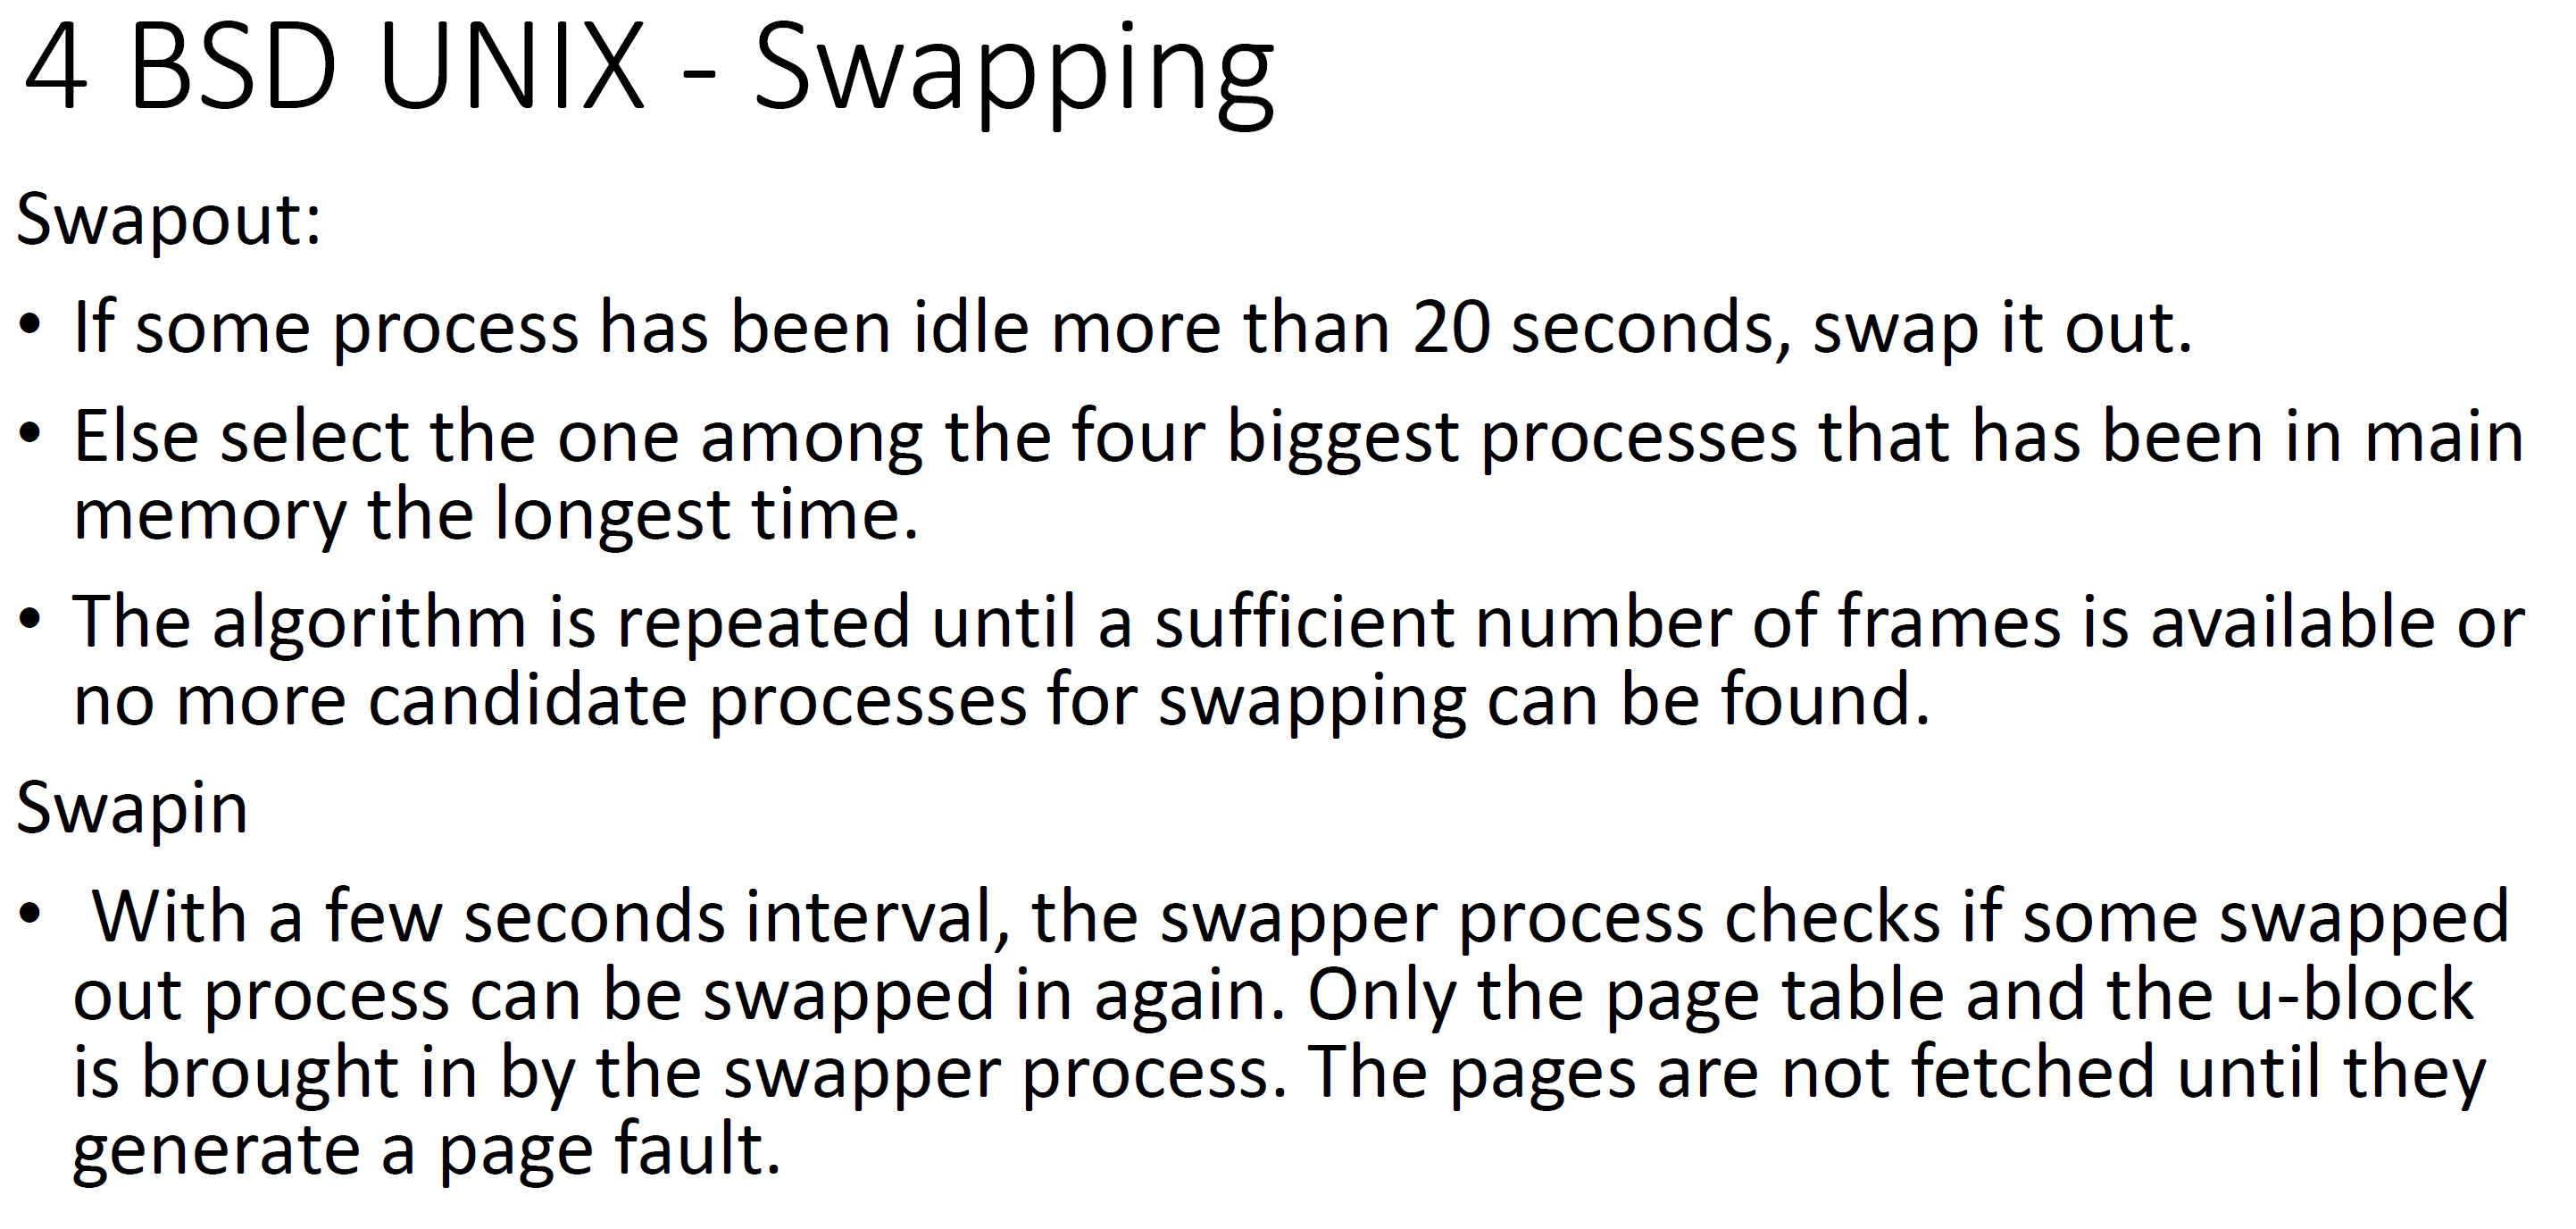 4 BSD UNIX - Swapping
Swapout:
• If some process has been idle more than 20 seconds, swap it out.
• Else select the one among the four biggest processes that has been in main
memory the longest time.
• The algorithm is repeated until a sufficient number of frames is available or
no more candidate processes for swapping can be found.
Swapin
• With a few seconds interval, the swapper process checks if some swapped
out process can be swapped in again. Only the page table and the u-block
is brought in by the swapper process. The pages are not fetched until they
generate a page fault.